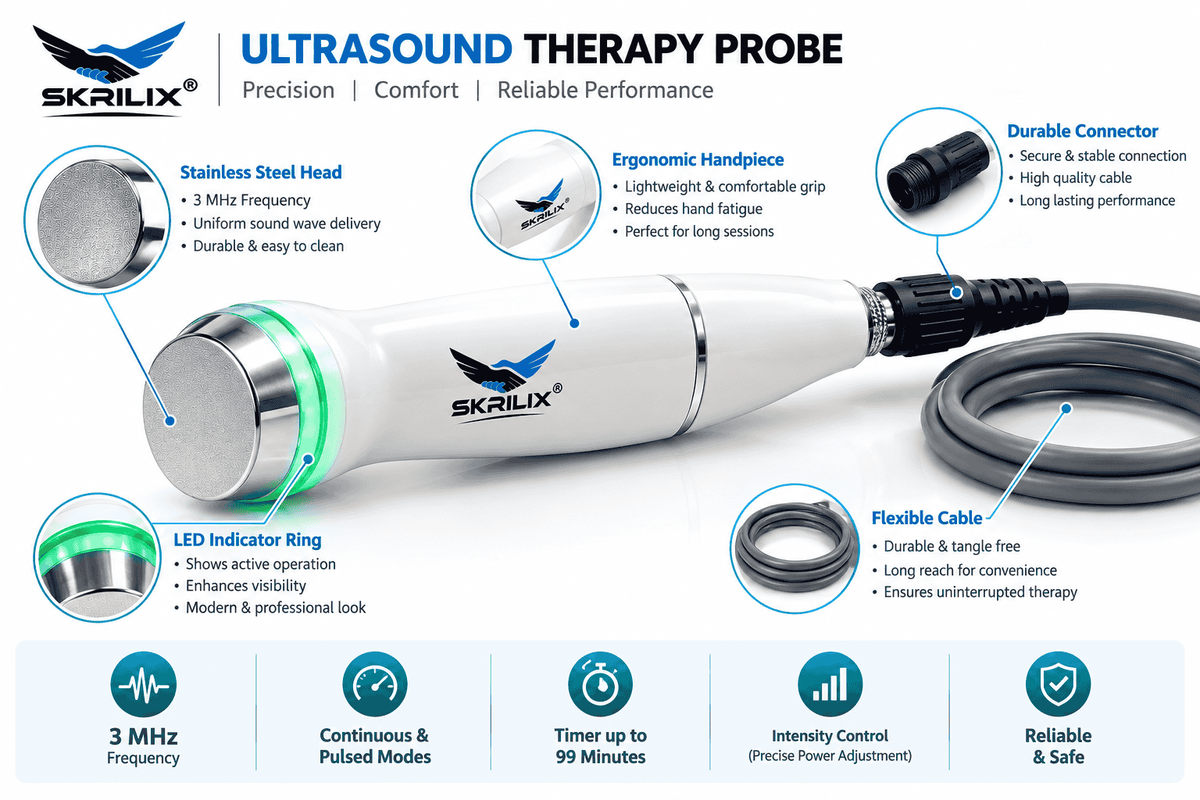 SKRILIX®
ULTRASOUND THERAPY PROBE
Precision | Comfort | Reliable Performance
Stainless Steel Head
• 3 MHz Frequency
• Uniform sound wave delivery
• Durable & easy to clean
SKRILIX®
Ergonomic Handpiece
• Lightweight & comfortable grip
• Reduces hand fatigue
• Perfect for long sessions
Durable Connector
• Secure & stable connection
• High quality cable
• Long lasting performance
SKRILIX®
LED Indicator Ring
• Shows active operation
• Enhances visibility
• Modern & professional look
Flexible Cable
• Durable & tangle free
• Long reach for convenience
• Ensures uninterrupted therapy
3 MHz
Frequency
Continuous &
Pulsed Modes
Timer up to
99 Minutes
Intensity Control
(Precise Power Adjustment)
Reliable
& Safe